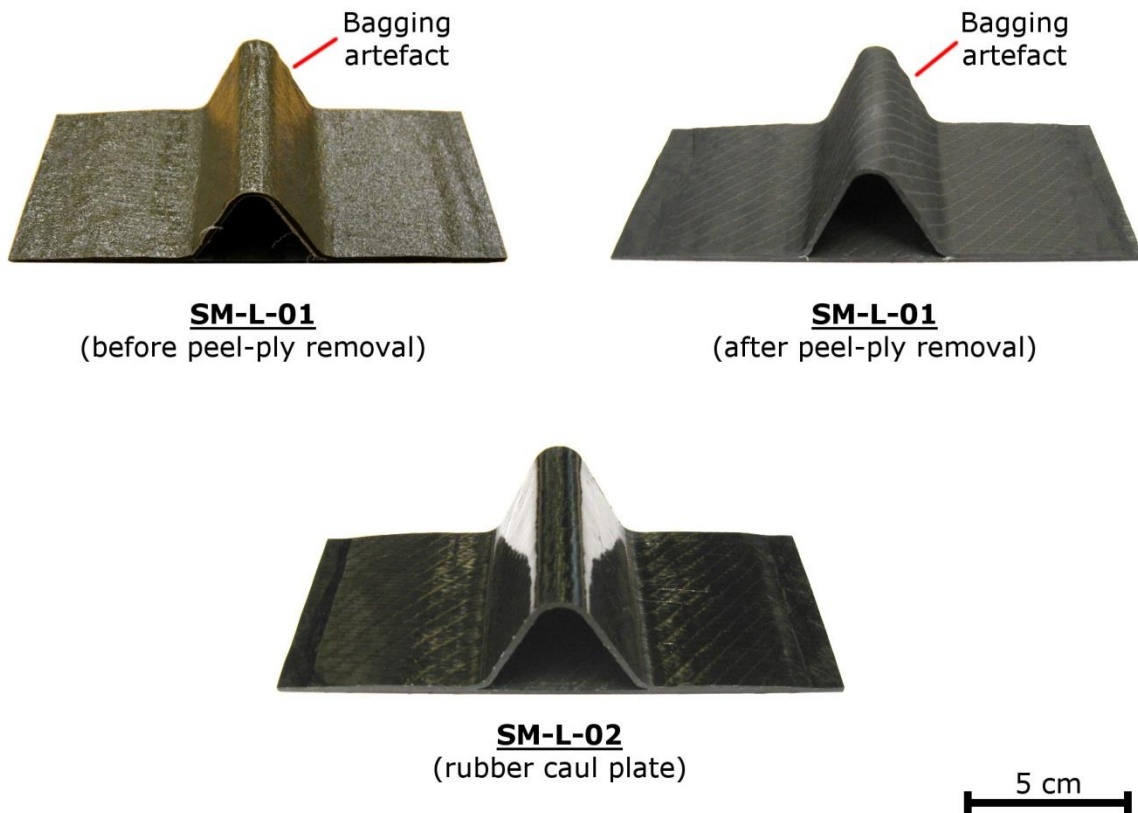 Bagging
artefact
Bagging
artefact
SM-L-01
(before peel-ply removal)
SM-L-01
(after peel-ply removal)
SM-L-02
(rubber caul plate)
5 cm